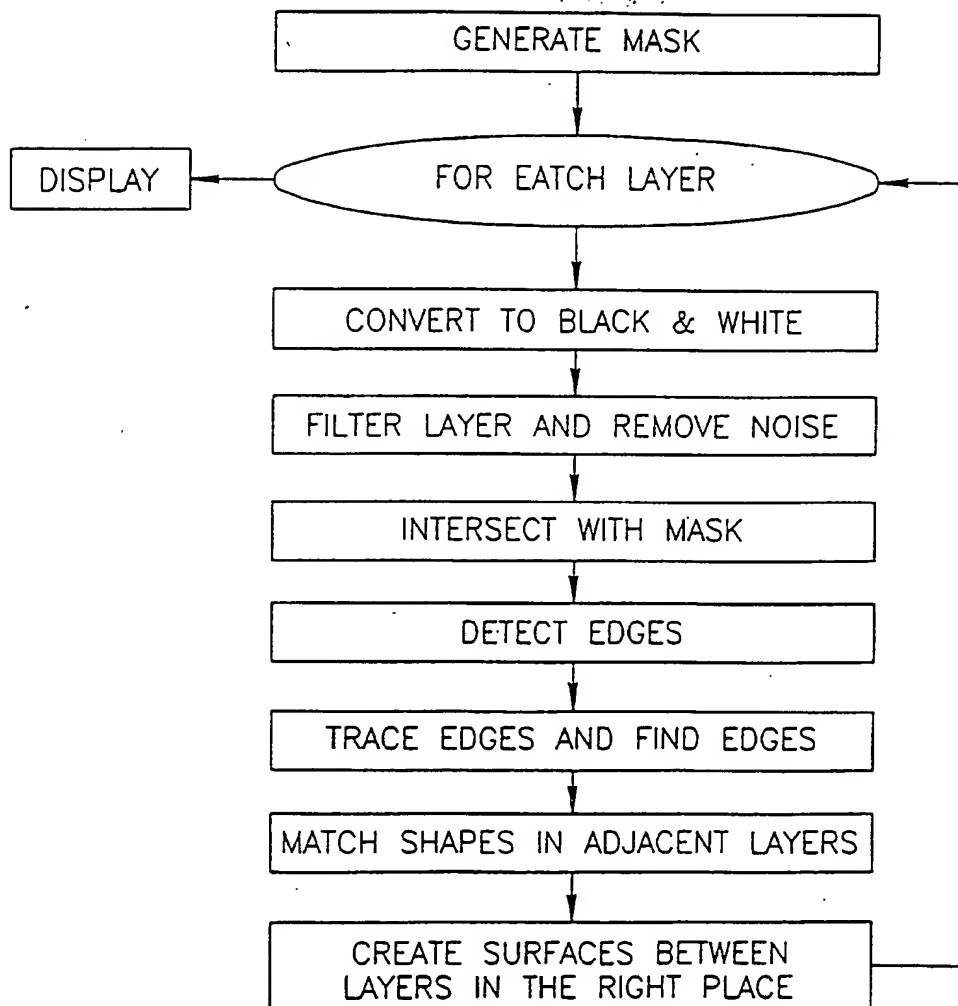 GENERATE MASK
DISPLAY
FOR EATCH LAYER
CONVERT TO BLACK & WHITE
FILTER LAYER AND REMOVE NOISE
INTERSECT WITH MASK
DETECT EDGES
TRACE EDGES AND FIND EDGES
MATCH SHAPES IN ADJACENT LAYERS
CREATE SURFACES BETWEEN
LAYERS IN THE RIGHT PLACE